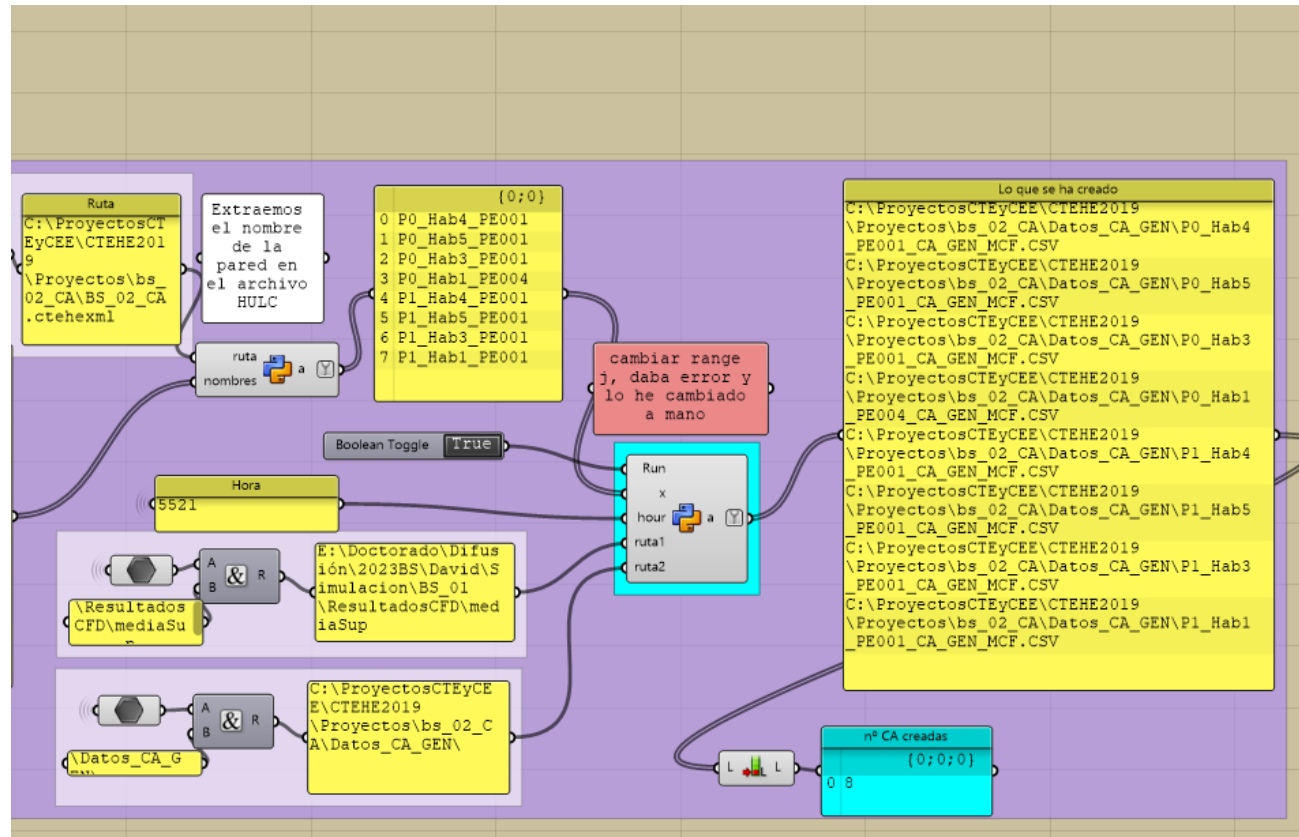 Ruta
C:\ProyectosCT
EyCEE\CTEHE201
9
\Proyectos\bs_
02_CA\BS_02_CA
.ctehexml
Extraemos
el nombre
de la
pared en
el archivo
HULC
{0;0}
0 P0_Hab4_PE001
1 P0_Hab5_PE001
2 P0_Hab3_PE001
3 P0_Hab1_PE004
4 P1_Hab4_PE001
5 P1_Hab5_PE001
6 P1_Hab3_PE001
7 P1_Hab1_PE001
ruta
nombres
a
cambiar range
j, daba error y
lo he cambiado
a mano
Boolean Toggle True
Hora
5521
Run
x
hour
ruta1
ruta2
a
A
B
&
R
\Resultados
CFD\mediaSu
E:\Doctorado\Difus
ión\2023BS\David\S
imulacion\BS_01
\ResultadosCFD\med
iaSup
A
B
&
R
\Datos_CA_G
C:\ProyectosCTEyCE
E\CTEHE2019
\Proyectos\bs_02_C
A\Datos_CA_GEN\
Lo que se ha creado
C:\ProyectosCTEyCEE\CTEHE2019
\Proyectos\bs_02_CA\Datos_CA_GEN\P0_Hab4
_PE001_CA_GEN_MCF.CSV
C:\ProyectosCTEyCEE\CTEHE2019
\Proyectos\bs_02_CA\Datos_CA_GEN\P0_Hab5
_PE001_CA_GEN_MCF.CSV
C:\ProyectosCTEyCEE\CTEHE2019
\Proyectos\bs_02_CA\Datos_CA_GEN\P0_Hab3
_PE001_CA_GEN_MCF.CSV
C:\ProyectosCTEyCEE\CTEHE2019
\Proyectos\bs_02_CA\Datos_CA_GEN\P0_Hab1
_PE004_CA_GEN_MCF.CSV
C:\ProyectosCTEyCEE\CTEHE2019
\Proyectos\bs_02_CA\Datos_CA_GEN\P1_Hab4
_PE001_CA_GEN_MCF.CSV
C:\ProyectosCTEyCEE\CTEHE2019
\Proyectos\bs_02_CA\Datos_CA_GEN\P1_Hab5
_PE001_CA_GEN_MCF.CSV
C:\ProyectosCTEyCEE\CTEHE2019
\Proyectos\bs_02_CA\Datos_CA_GEN\P1_Hab3
_PE001_CA_GEN_MCF.CSV
C:\ProyectosCTEyCEE\CTEHE2019
\Proyectos\bs_02_CA\Datos_CA_GEN\P1_Hab1
_PE001_CA_GEN_MCF.CSV
L L L
nº CA creadas
{0;0;0}
0 8